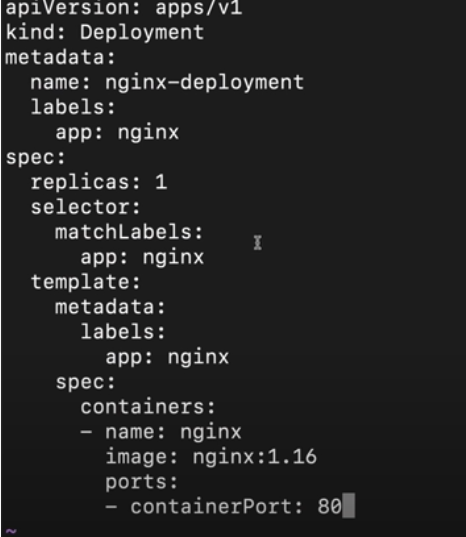 apiVersion: apps/v1
kind: Deployment
metadata:
  name: nginx-deployment
  labels:
    app: nginx
spec:
  replicas: 1
  selector:
    matchLabels:
      app: nginx
  template:
    metadata:
      labels:
        app: nginx
    spec:
      containers:
      - name: nginx
        image: nginx:1.16
        ports:
        - containerPort: 80
~